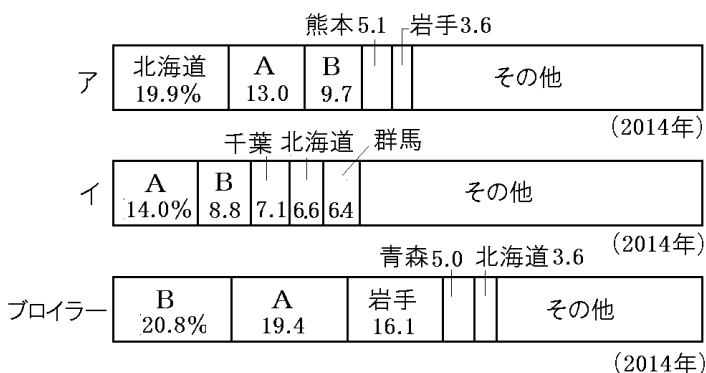 熊本5.1 岩手3.6
ア 北海道 A B その他
19.9% 13.0 9.7
(2014年)
千葉 北海道 群馬
イ A B その他
14.0% 8.8 7.1 6.6 6.4
(2014年)
青森5.0 北海道3.6
ブロイラー B A 岩手 その他
20.8% 19.4 16.1
(2014年)